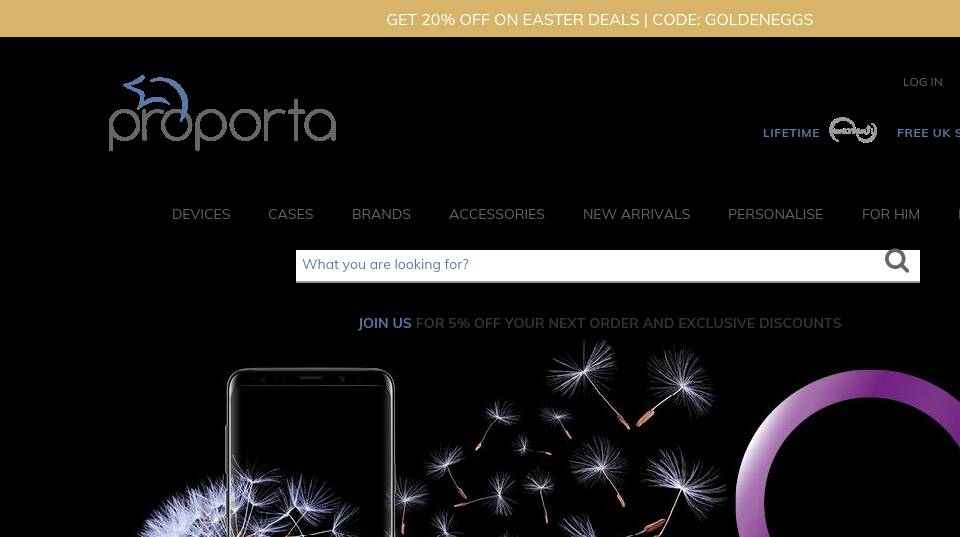 GET 20% OFF ON EASTER DEALS | CODE: GOLDENEGGS
LOG IN
proporta
LIFETIME
FREE UK S
DEVICES CASES BRANDS ACCESSORIES NEW ARRIVALS PERSONALISE FOR HIM
What you are looking for?
JOIN US FOR 5% OFF YOUR NEXT ORDER AND EXCLUSIVE DISCOUNTS